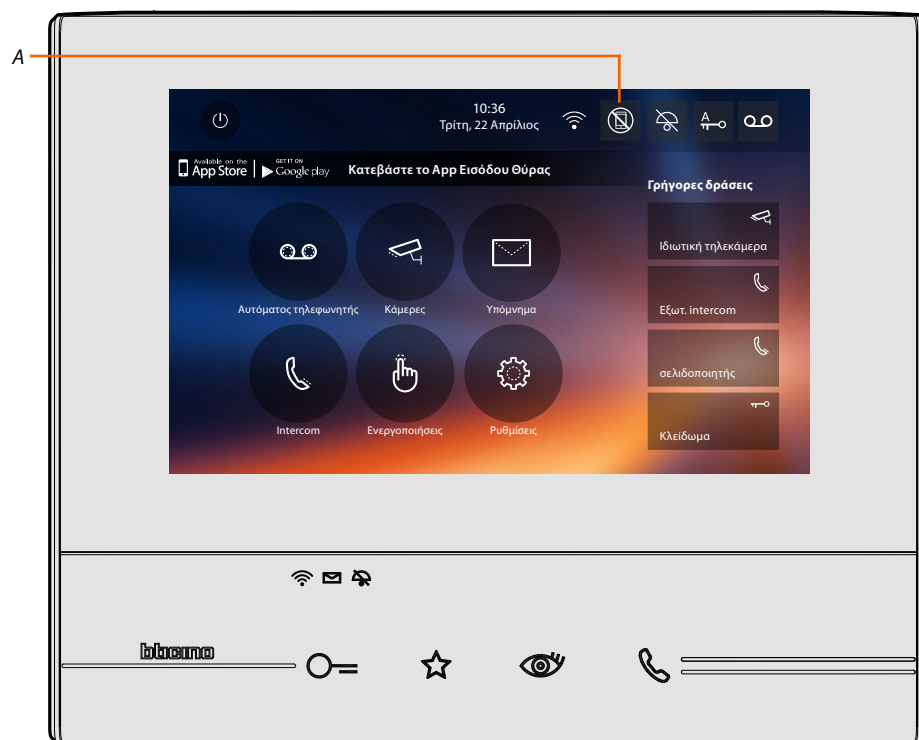 A
10:36
Τρίτη, 22 Απρίλιος
A
Available on the
App Store
GET IT ON
Google play
Κατεβάστε το App Εισόδου Θύρας
Γρήγορες δράσεις
Ιδιωτική τηλεκάμερα
Εξωτ. intercom
σελιδοποιητής
Κλείδωμα
Αυτόματος τηλεφωνητής
Κάμερες
Υπόμνημα
Intercom
Ενεργοποιήσεις
Ρυθμίσεις
bticino